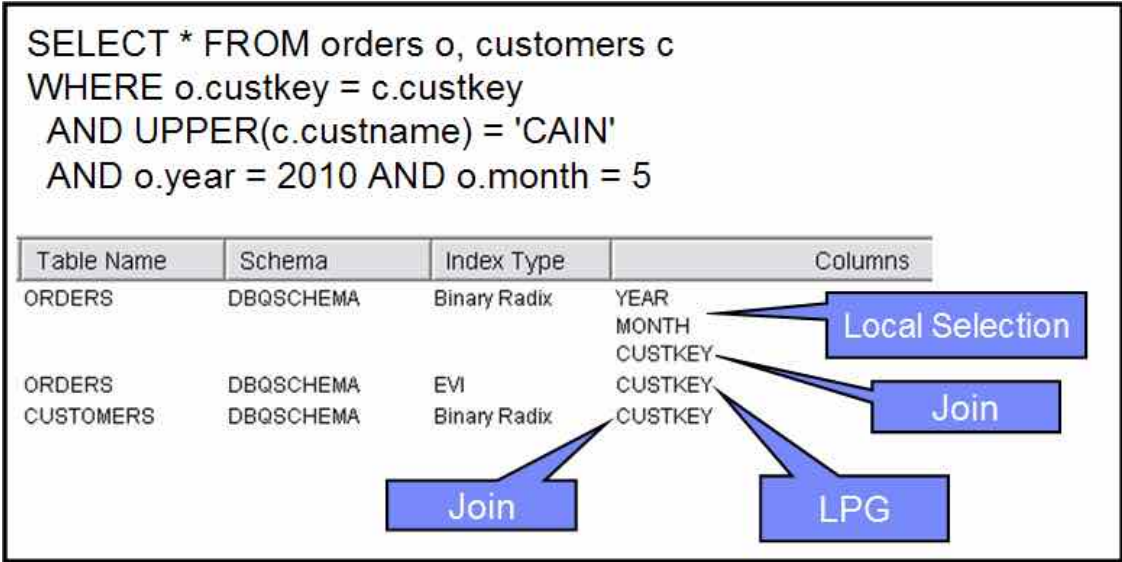 SELECT * FROM orders o, customers c
WHERE o.custkey = c.custkey
AND UPPER(c.custname) = 'CAIN'
AND o.year = 2010 AND o.month = 5
Table Name Schema Index Type Columns
ORDERS DBQSCHEMA Binary Radix YEAR
MONTH
Local Selection
CUSTKEY
ORDERS DBQSCHEMA EVI CUSTKEY
Join
CUSTOMERS DBQSCHEMA Binary Radix CUSTKEY
Join
LPG